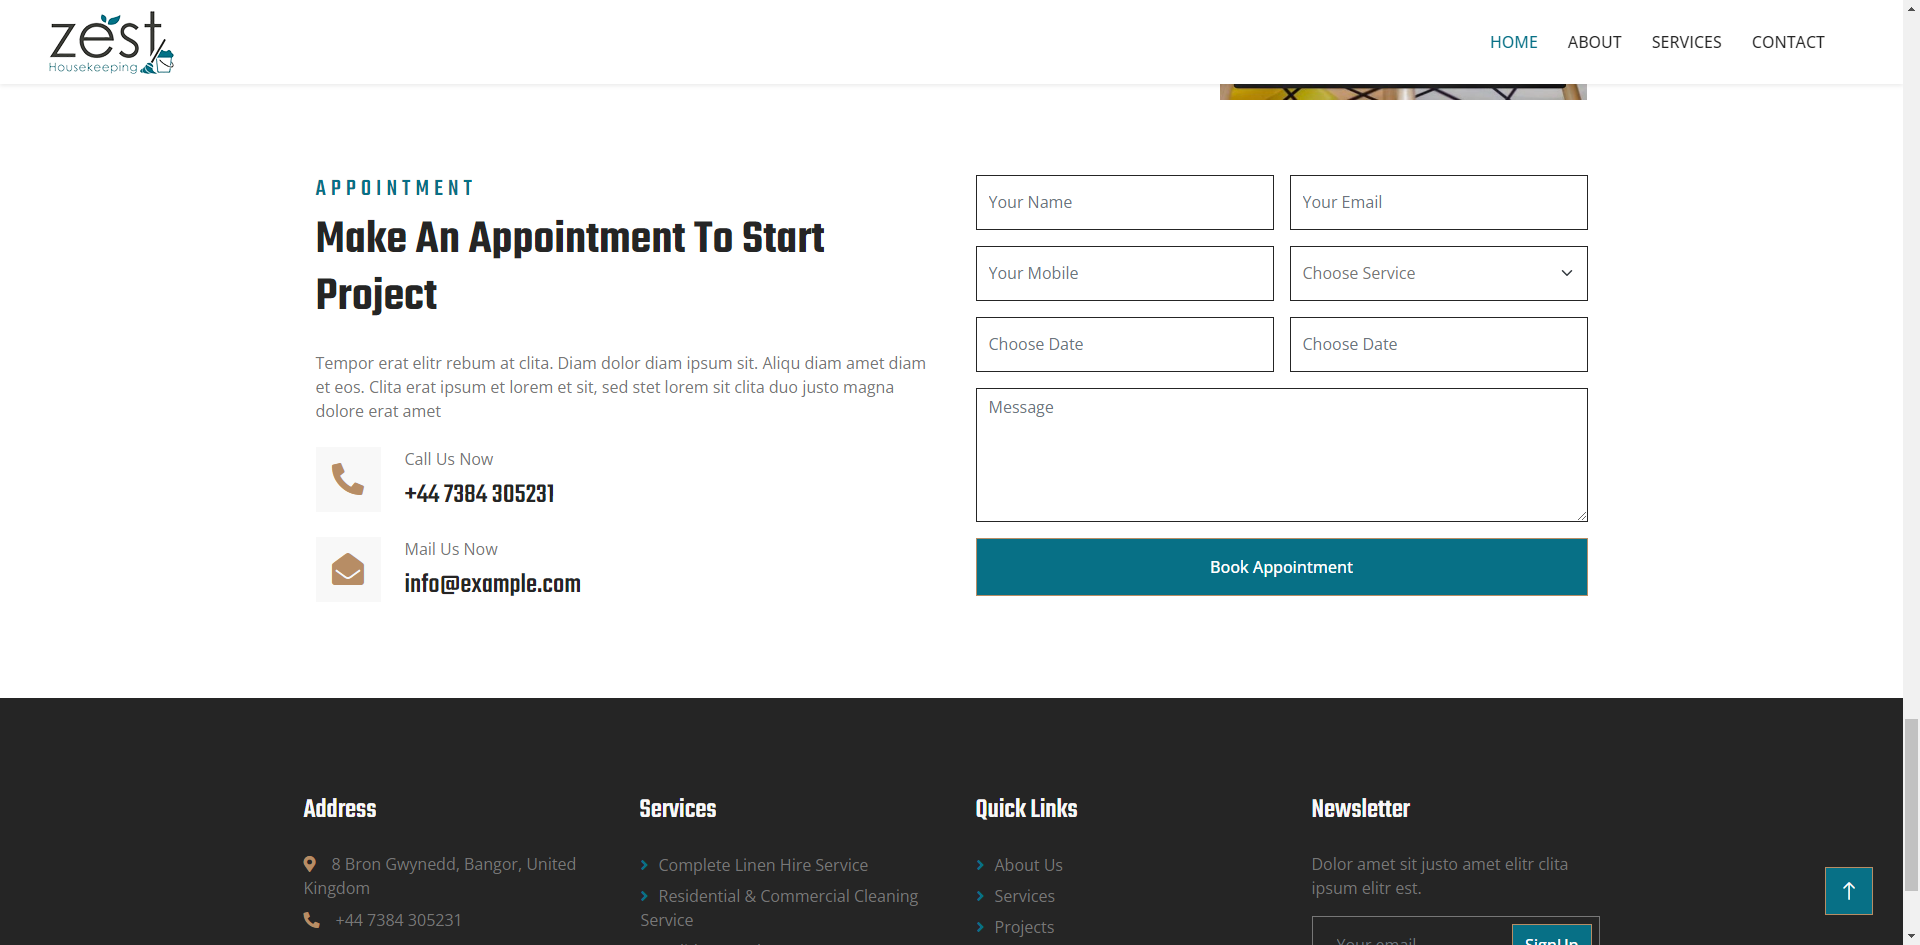 zest
Housekeeping
HOME
ABOUT
SERVICES
CONTACT
APPOINTMENT
Make An Appointment To Start
Project
Tempor erat elitr rebum at clita. Diam dolor diam ipsum sit. Aliqu diam amet diam
et eos. Clita erat ipsum et lorem et sit, sed stet lorem sit clita duo justo magna
dolore erat amet
Call Us Now
+44 7384 305231
Mail Us Now
info@example.com
Your Name
Your Email
Your Mobile
Choose Service
Choose Date
Choose Date
Message
Book Appointment
Address
8 Bron Gwynedd, Bangor, United
Kingdom
+44 7384 305231
Services
Complete Linen Hire Service
Residential & Commercial Cleaning
Service
Quick Links
About Us
Services
Projects
Newsletter
Dolor amet sit justo amet elitr clita
ipsum elitr est.
Your email
SignUp